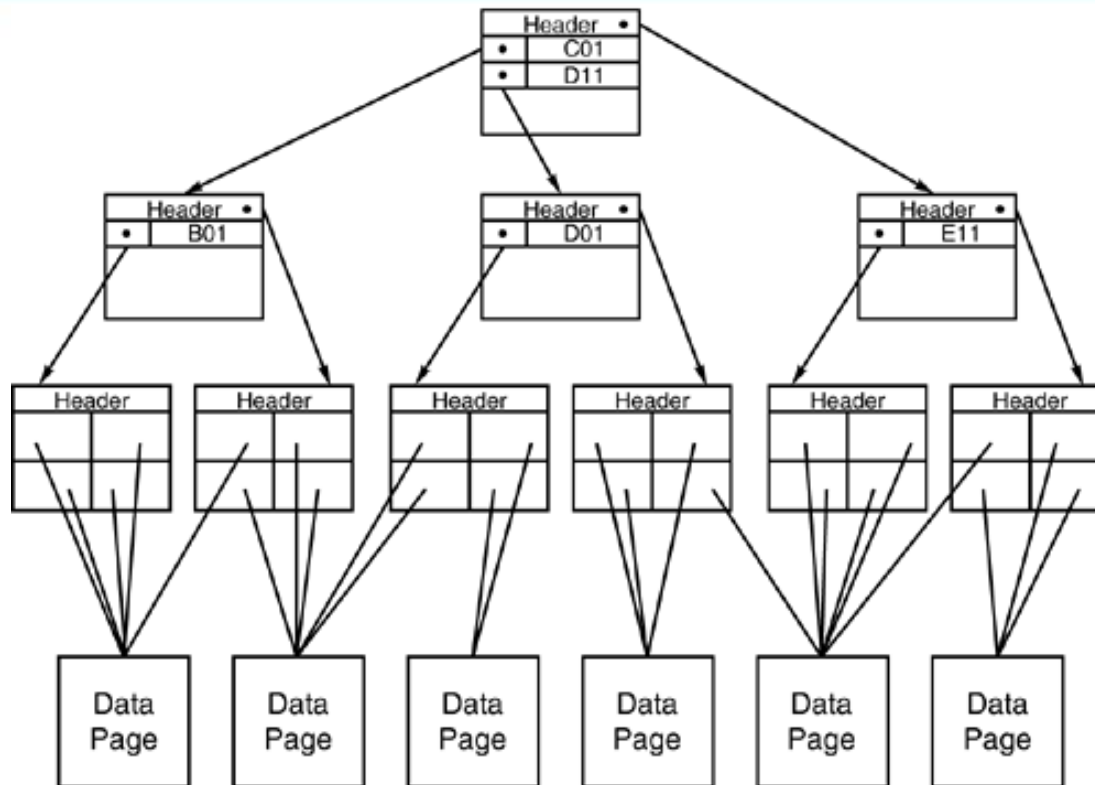 Header
C01
D11
Header
B01
Header
D01
Header
E11
Header
Header
Header
Header
Header
Header
Data
Page
Data
Page
Data
Page
Data
Page
Data
Page
Data
Page